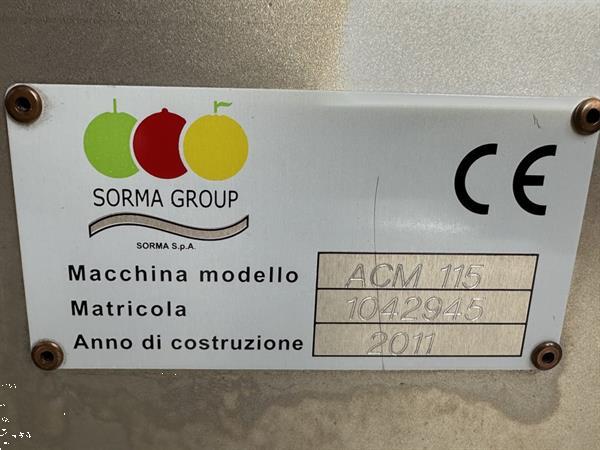 SORMA GROUP
SORMA S.p.A.
CE
Macchina modello ACM 115
Matricola 1042945
Anno di costruzione 2011